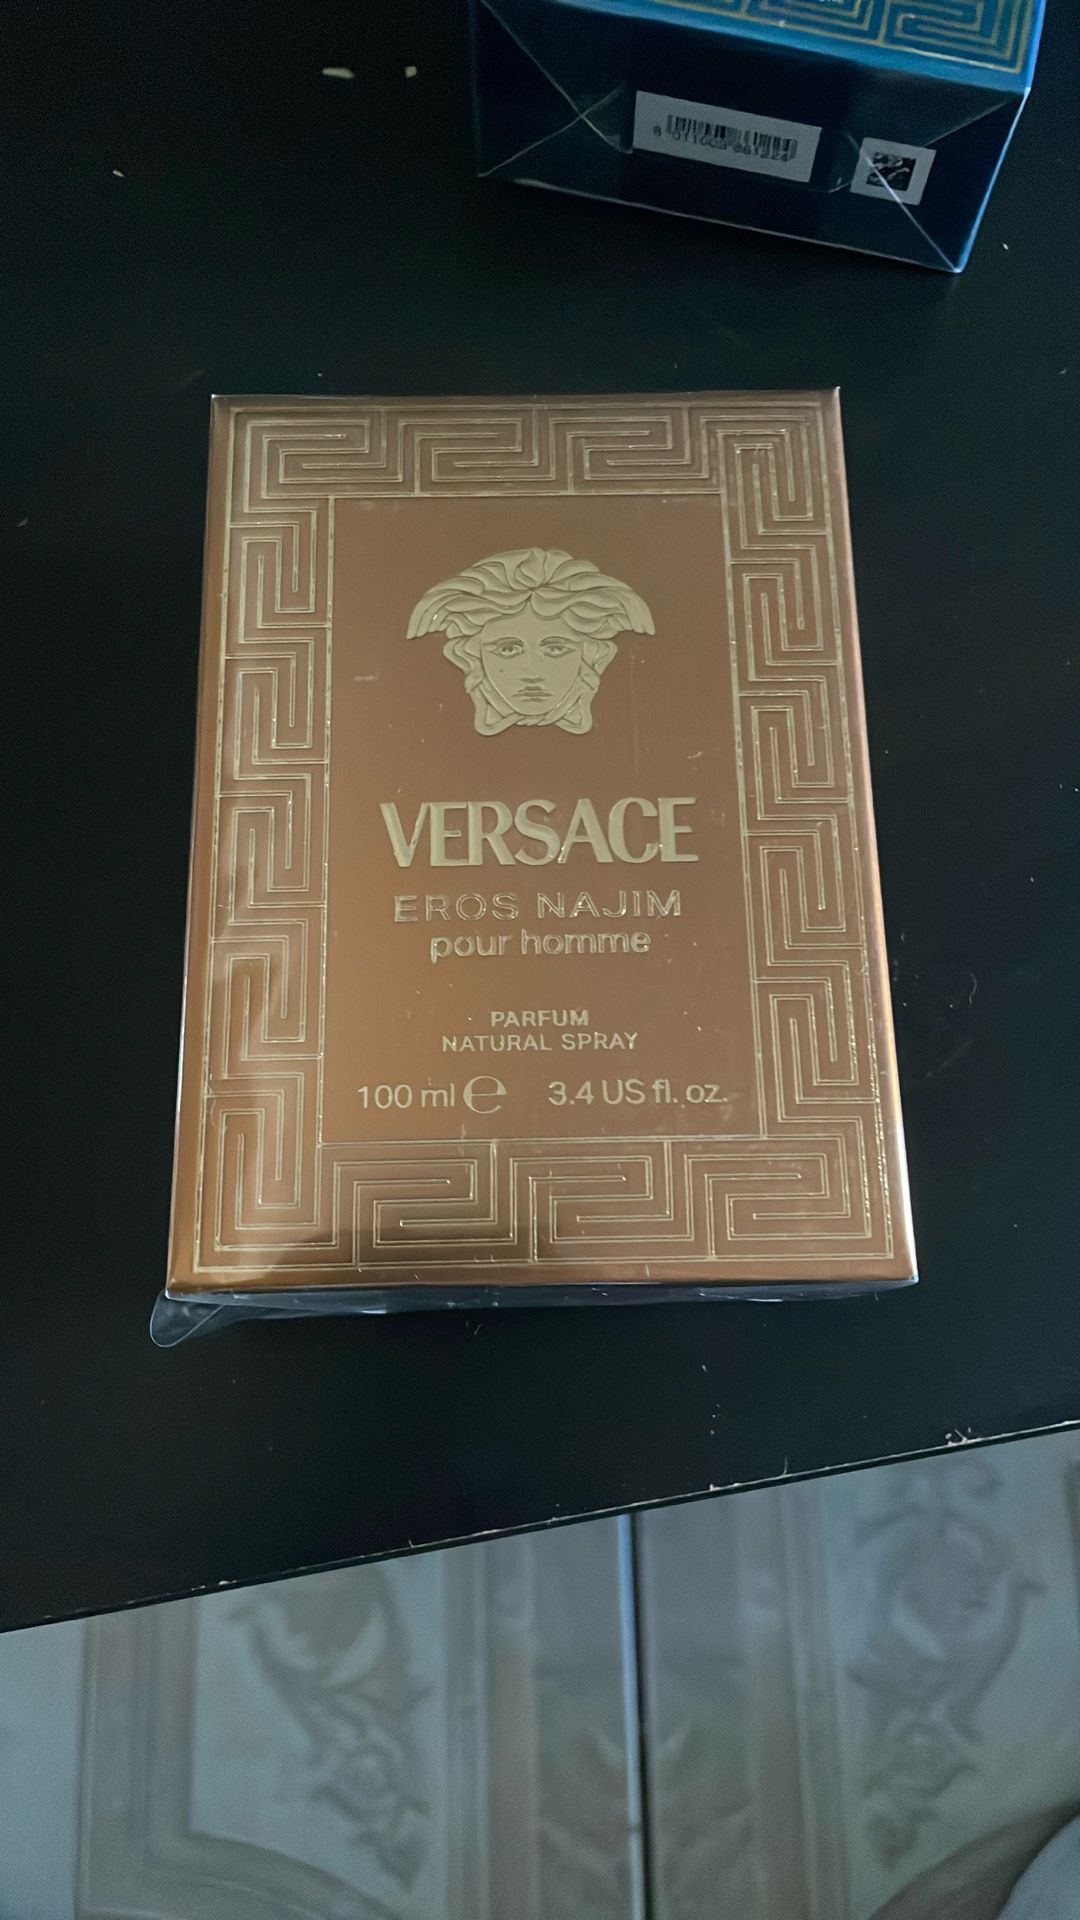 VERSACE
EROS NAJIM
pour homme
PARFUM
NATURAL SPRAY
100 ml ℮ 3.4 US fl. oz.